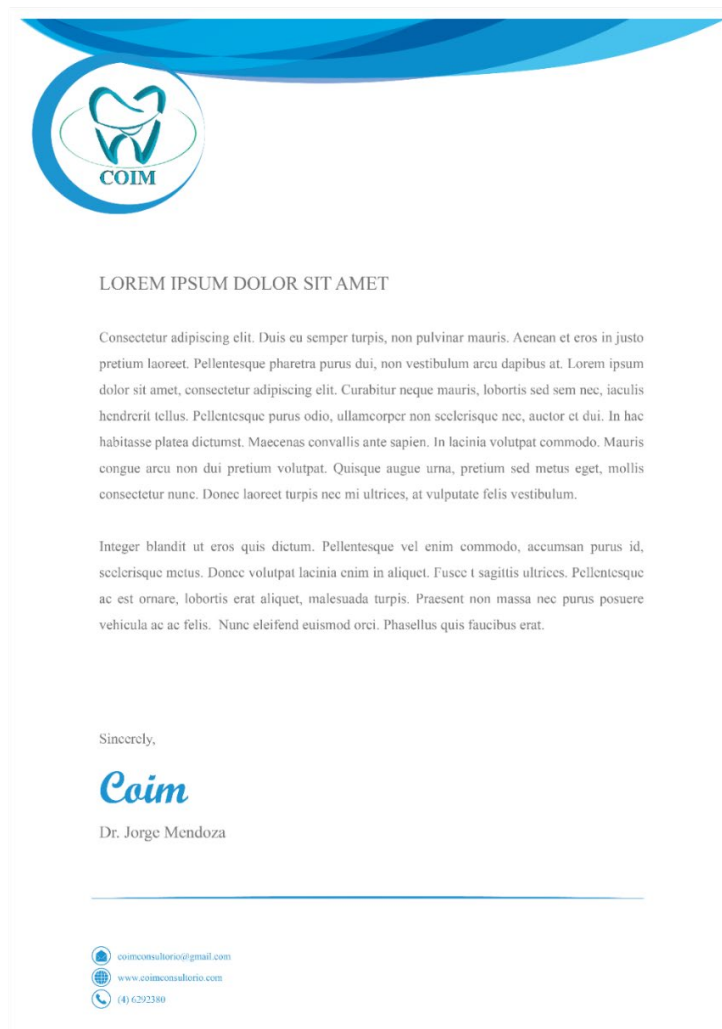 COIM
LOREM IPSUM DOLOR SIT AMET
Consectetur adipiscing elit. Duis eu semper turpis, non pulvinar mauris. Aenean et eros in justo
pretium laoreet. Pellentesque pharetra purus dui, non vestibulum arcu dapibus at. Lorem ipsum
dolor sit amet, consectetur adipiscing elit. Curabitur neque mauris, lobortis sed sem nec, iaculis
hendrerit tellus. Pellentesque purus odio, ullamcorper non scelerisque nec, auctor et dui. In hac
habitasse platea dictumst. Maecenas convallis ante sapien. In lacinia volutpat commodo. Mauris
congue arcu non dui pretium volutpat. Quisque augue urna, pretium sed metus eget, mollis
consectetur nunc. Donec laoreet turpis nec mi ultrices, at vulputate felis vestibulum.
Integer blandit ut eros quis dictum. Pellentesque vel enim commodo, accumsan purus id,
scelerisque metus. Donec volutpat lacinia enim in aliquet. Fusce t sagittis ultrices. Pellentesque
ac est ornare, lobortis erat aliquet, malesuada turpis. Praesent non massa nec purus posuere
vehicula ac ac felis.  Nunc eleifend euismod orci. Phasellus quis faucibus erat.
Sincerely,
Coim
Dr. Jorge Mendoza
coimconsultorio@gmail.com
www.coimconsultorio.com
(4) 6292380